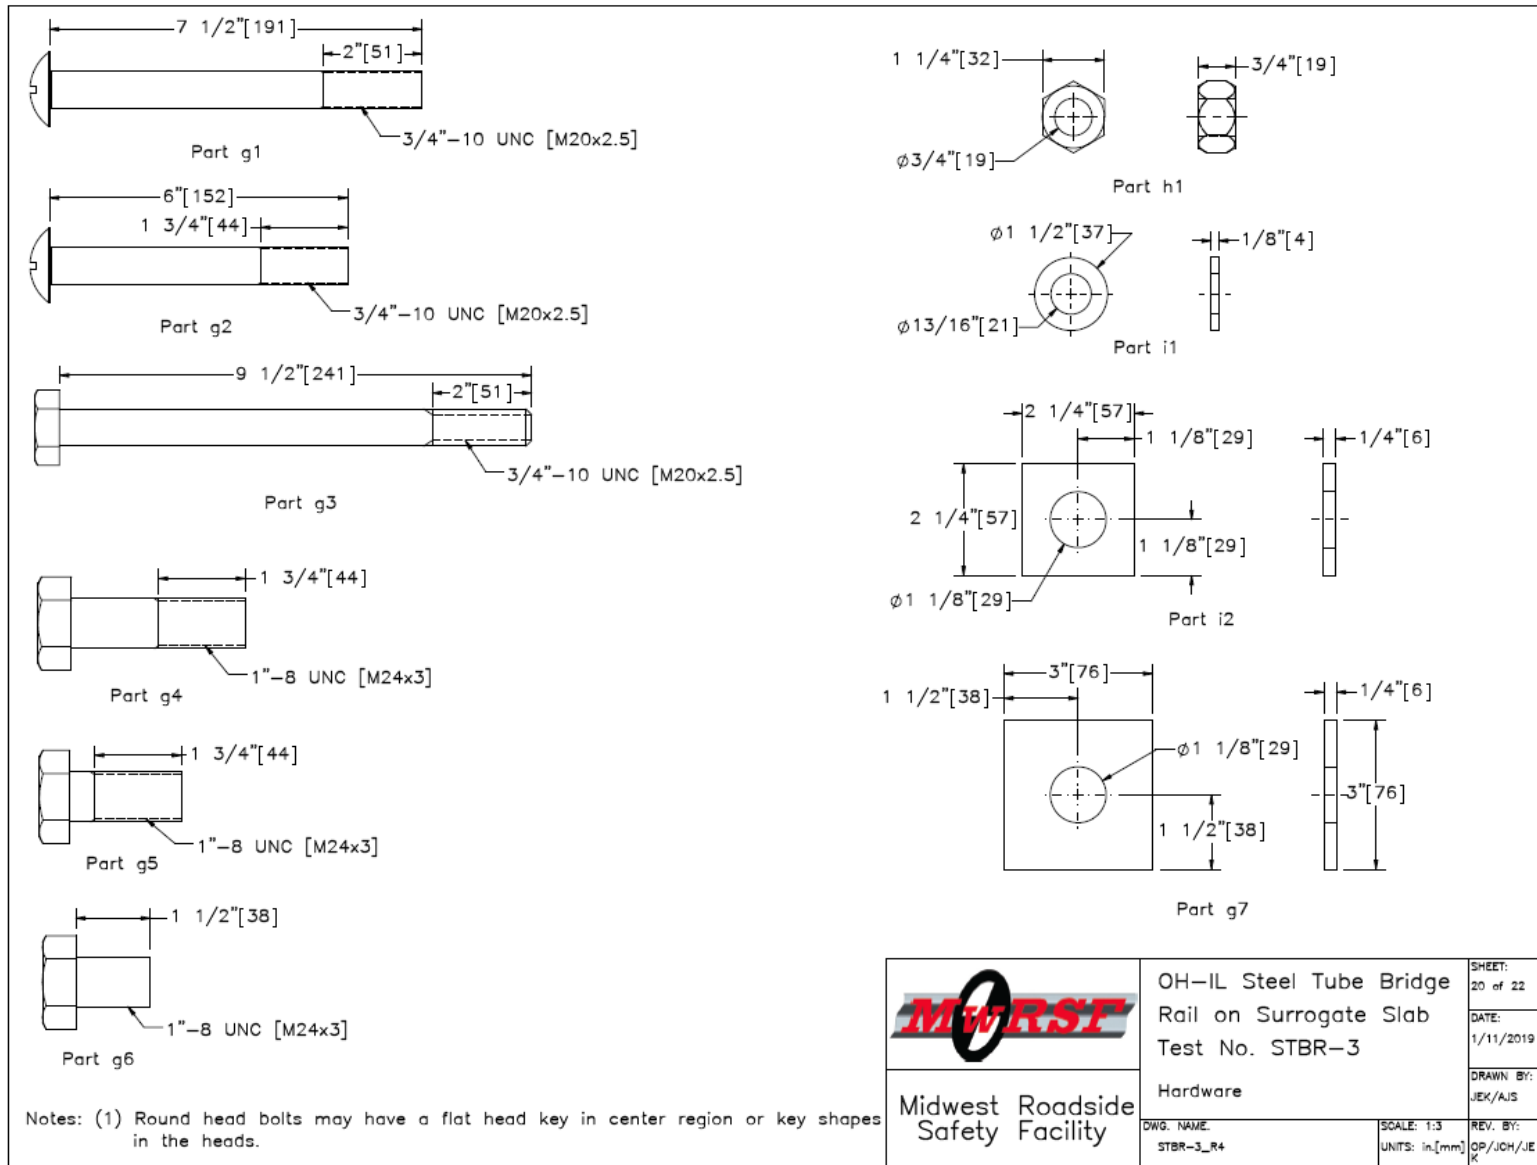 7 1/2"[191]
2"[51]
3/4"-10 UNC [M20x2.5]
Part g1
6"[152]
1 3/4"[44]
3/4"-10 UNC [M20x2.5]
Part g2
9 1/2"[241]
2"[51]
3/4"-10 UNC [M20x2.5]
Part g3
1 3/4"[44]
1"-8 UNC [M24x3]
Part g4
1 3/4"[44]
1"-8 UNC [M24x3]
Part g5
1 1/2"[38]
1"-8 UNC [M24x3]
Part g6
1 1/4"[32]
3/4"[19]
ø3/4"[19]
Part h1
ø1 1/2"[37]
1/8"[4]
ø13/16"[21]
Part i1
2 1/4"[57]
1 1/8"[29]
1/4"[6]
2 1/4"[57]
1 1/8"[29]
ø1 1/8"[29]
Part i2
3"[76]
1 1/2"[38]
1/4"[6]
ø1 1/8"[29]
3"[76]
1 1/2"[38]
Part g7
Notes: (1) Round head bolts may have a flat head key in center region or key shapes
in the heads.
MWRSF
Midwest Roadside
Safety Facility
OH-IL Steel Tube Bridge
Rail on Surrogate Slab
Test No. STBR-3
Hardware
SHEET:
20 of 22
DATE:
1/11/2019
DRAWN BY:
JEK/AJS
DWG. NAME.
STBR-3_R4
SCALE: 1:3
UNITS: in.[mm]
REV. BY:
OP/JCH/JE
K